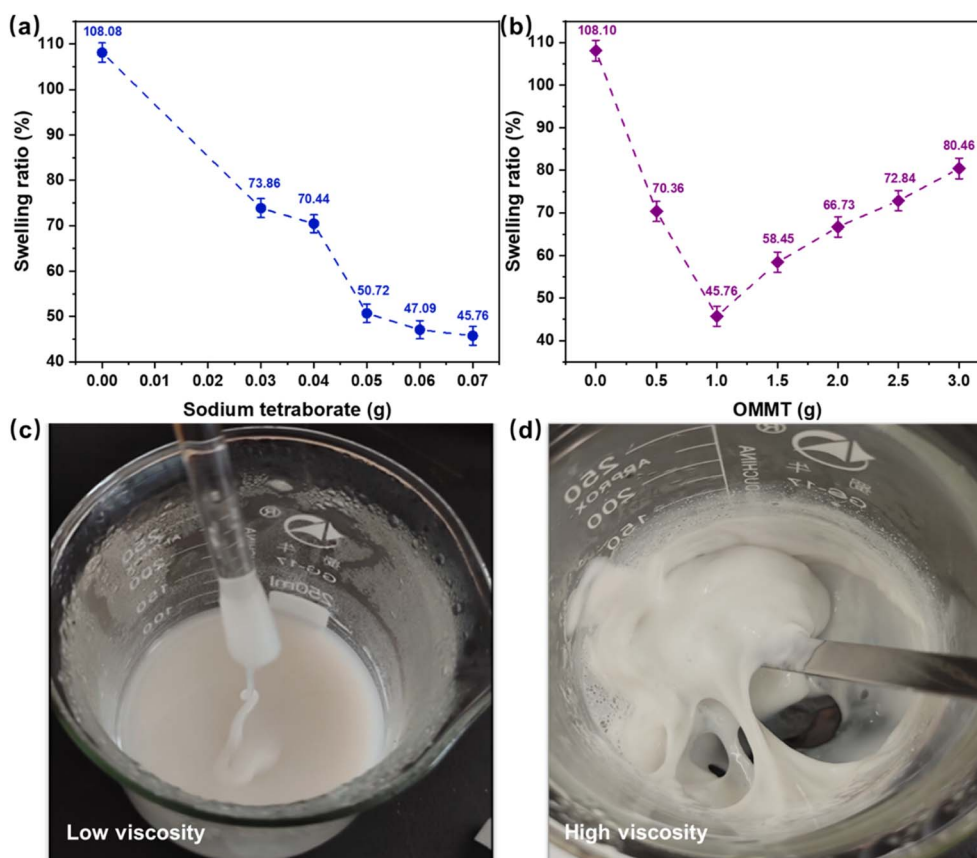 (a)
108.08
110
100
90
80
70
60
50
40
Swelling ratio (%)
73.86
70.44
50.72
47.09
45.76
0.00 0.01 0.02 0.03 0.04 0.05 0.06 0.07
Sodium tetraborate (g)
(b)
108.10
110
100
90
80
70
60
50
40
Swelling ratio (%)
70.36
45.76
58.45
66.73
72.84
80.46
0.0 0.5 1.0 1.5 2.0 2.5 3.0
OMMT (g)
(c)
®
GG-17
250ml
200
150
100
Low viscosity
(d)
®
GG-17
250
APPROX
200
150
High viscosity